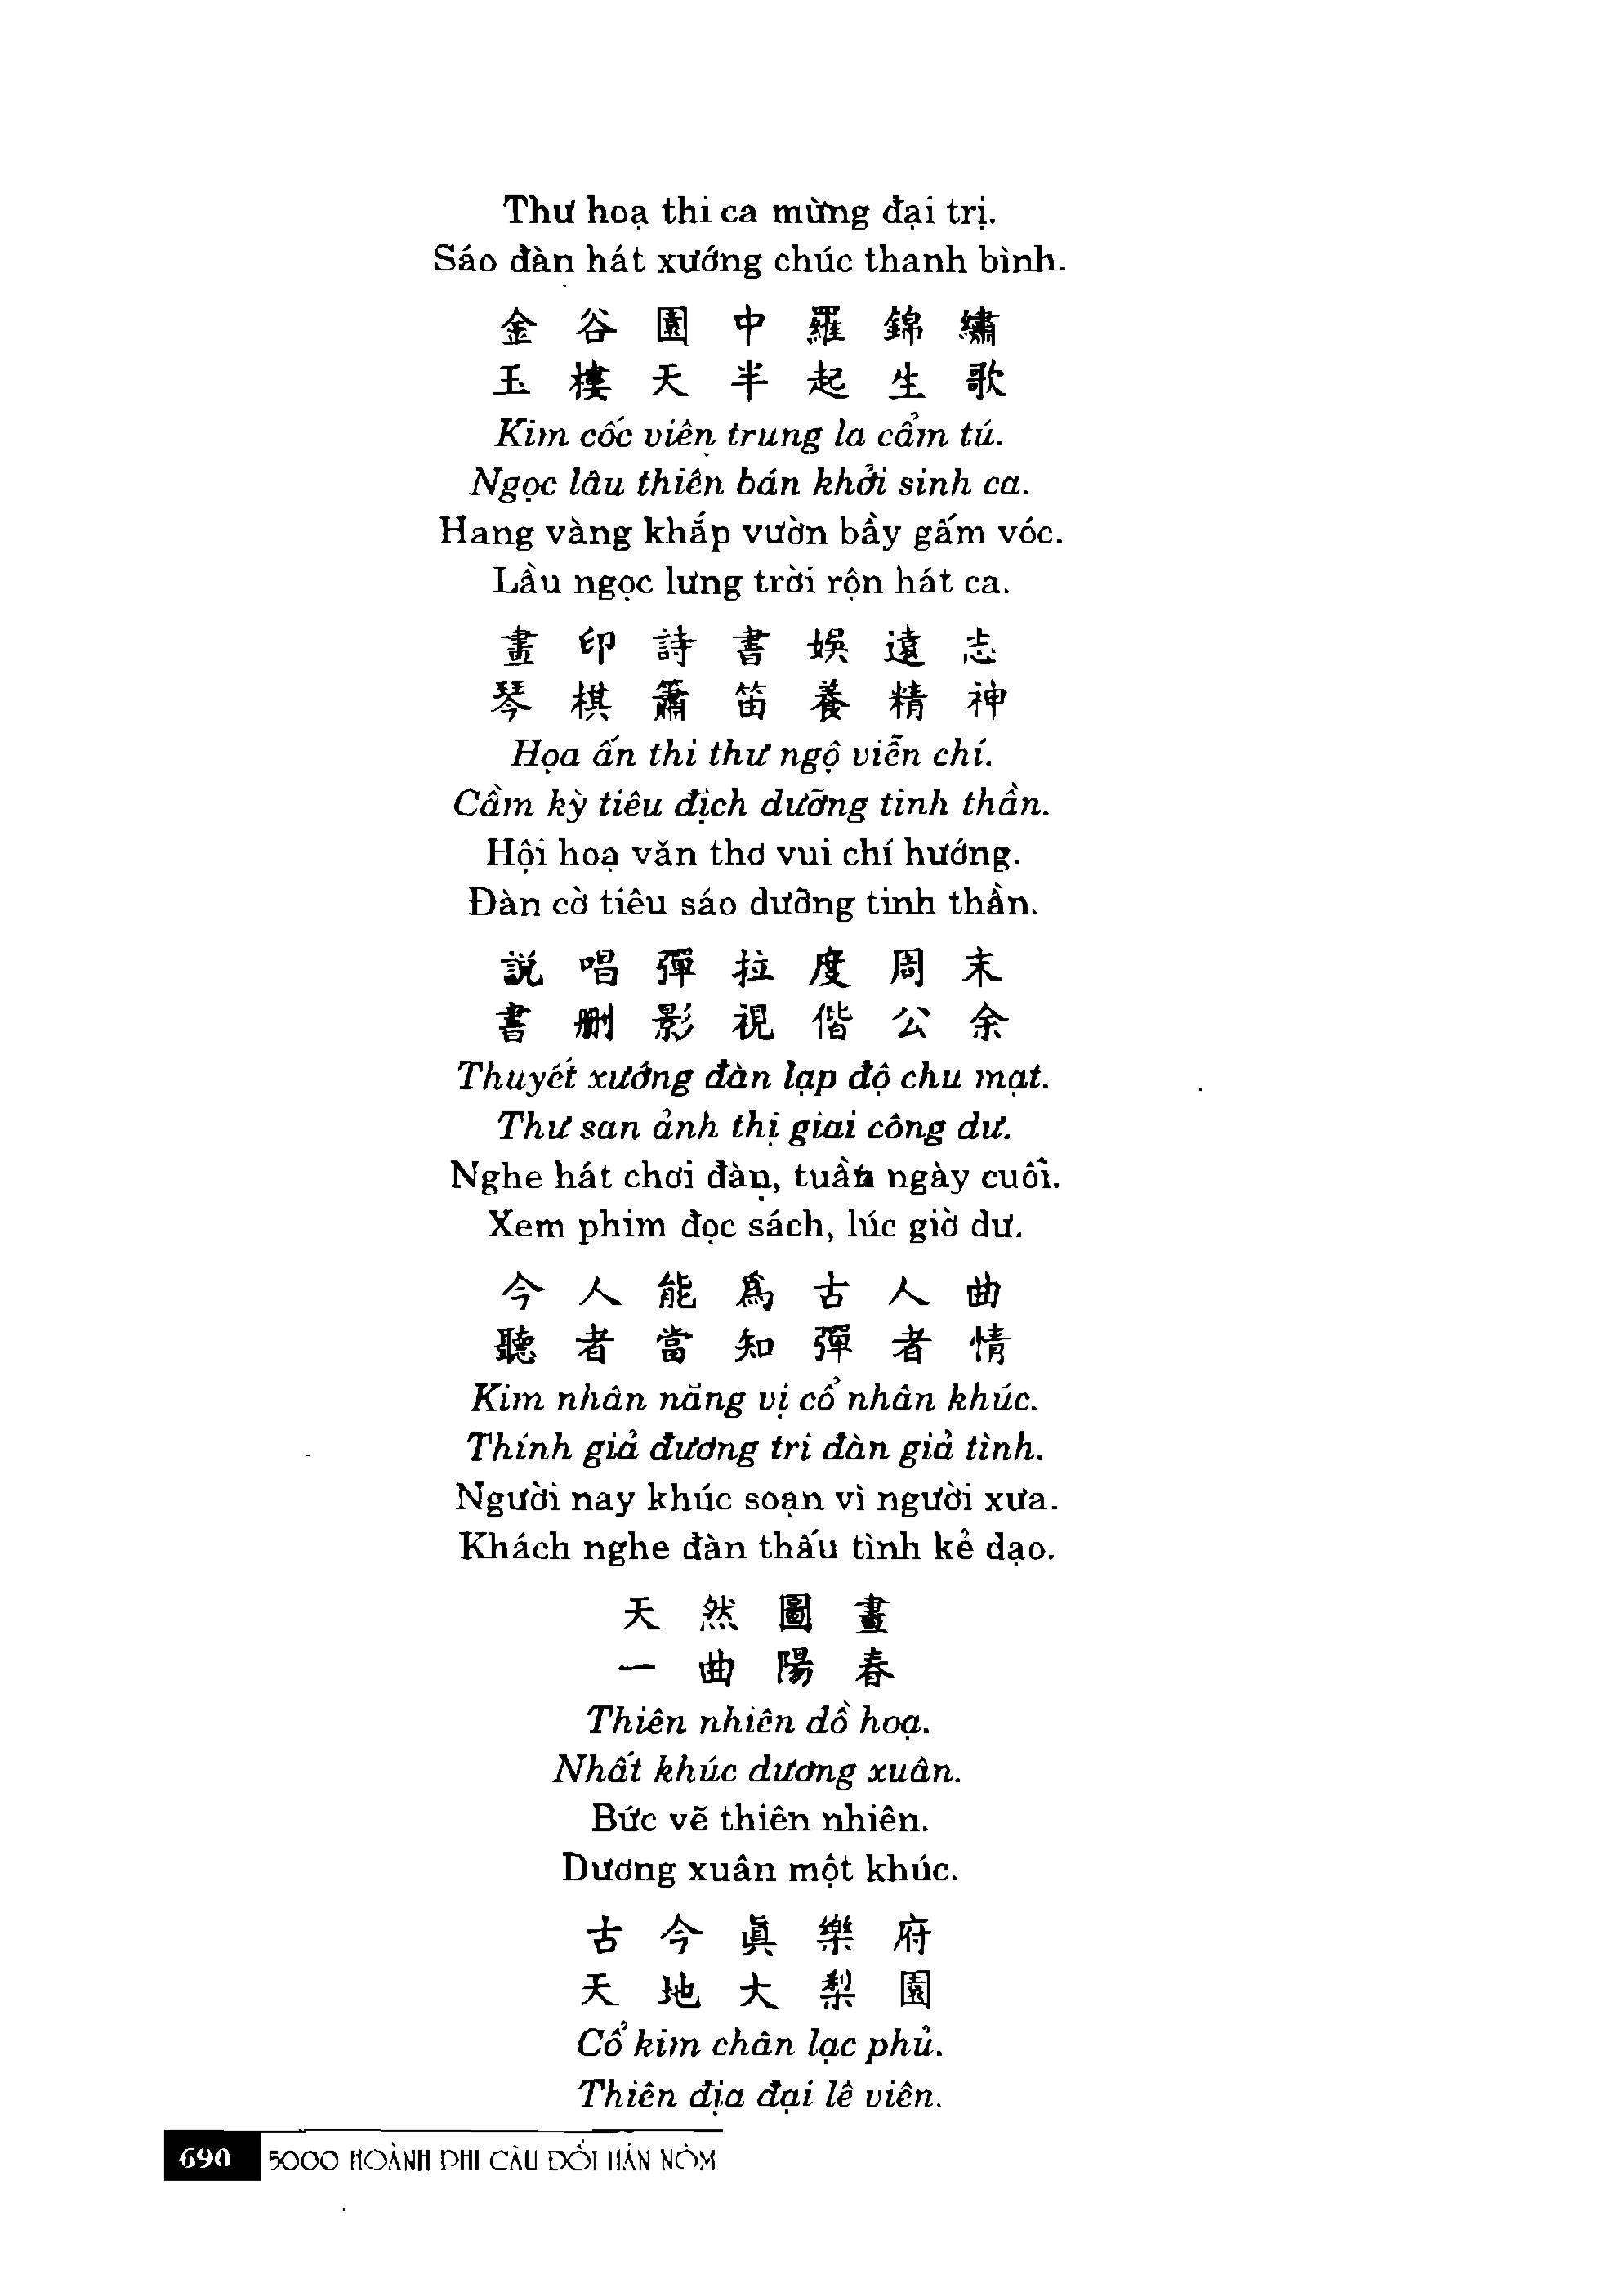 Thư hoạ thi ca mừng đại trị.
Sáo đàn hát xướng chúc thanh bình.
金谷園中羅錦繡
玉樓天半起生歌
Kim cốc viên trung la cẩm tú.
Ngọc lâu thiên bán khởi sinh ca.
Hang vàng khắp vườn bầy gấm vóc.
Lầu ngọc lưng trời rộn hát ca.
畫印詩書娛遠志
琴棋簫笛養精神
Họa ấn thi thư ngộ viễn chí.
Cầm kỳ tiêu địch dưỡng tinh thần.
Hội hoạ văn thơ vui chí hướng.
Đàn cờ tiêu sáo dưỡng tinh thần.
說唱彈拉度周末
書刪影視偕公余
Thuyết xướng đàn lạp độ chu mạt.
Thư san ảnh thị giai công dư.
Nghe hát chơi đàn, tuần ngày cuối.
Xem phim đọc sách, lúc giờ dư.
今人能爲古人曲
聽者當知彈者情
Kim nhân năng vị cổ nhân khúc.
Thính giả đương tri đàn giả tình.
Người nay khúc soạn vì người xưa.
Khách nghe đàn thấu tình kẻ dạo.
天然圖畫
一曲陽春
Thiên nhiên dồ hoạ.
Nhất khúc dương xuân.
Bức vẽ thiên nhiên.
Dương xuân một khúc.
古今眞樂府
天地大梨園
Cổ kim chân lạc phủ.
Thiên địa đại lê viên.
690 5000 HOÀNH PHI CÂU ĐỐI HÁN NÔM